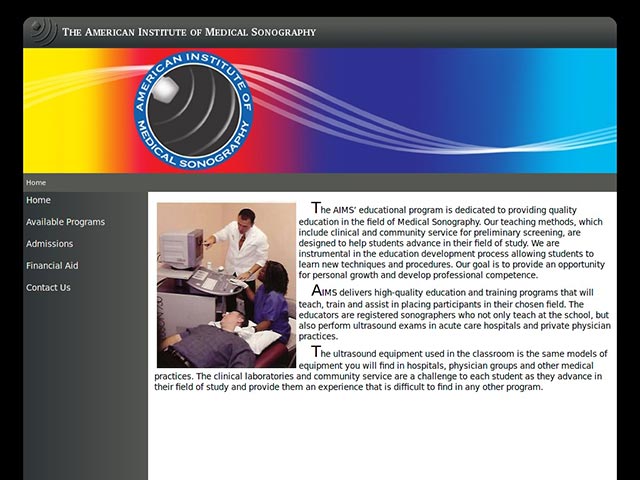 THE AMERICAN INSTITUTE OF MEDICAL SONOGRAPHY
AMERICAN INSTITUTE OF
MEDICAL SONOGRAPHY
Home
Home
Available Programs
Admissions
Financial Aid
Contact Us
The AIMS’ educational program is dedicated to providing quality
education in the field of Medical Sonography. Our teaching methods, which
include clinical and community service for preliminary screening, are
designed to help students advance in their field of study. We are
instrumental in the education development process allowing students to
learn new techniques and procedures. Our goal is to provide an opportunity
for personal growth and develop professional competence.
AIMS delivers high-quality education and training programs that will
teach, train and assist in placing participants in their chosen field. The
educators are registered sonographers who not only teach at the school, but
also perform ultrasound exams in acute care hospitals and private physician
practices.
The ultrasound equipment used in the classroom is the same models of
equipment you will find in hospitals, physician groups and other medical
practices. The clinical laboratories and community service are a challenge to each student as they advance in
their field of study and provide them an experience that is difficult to find in any other program.